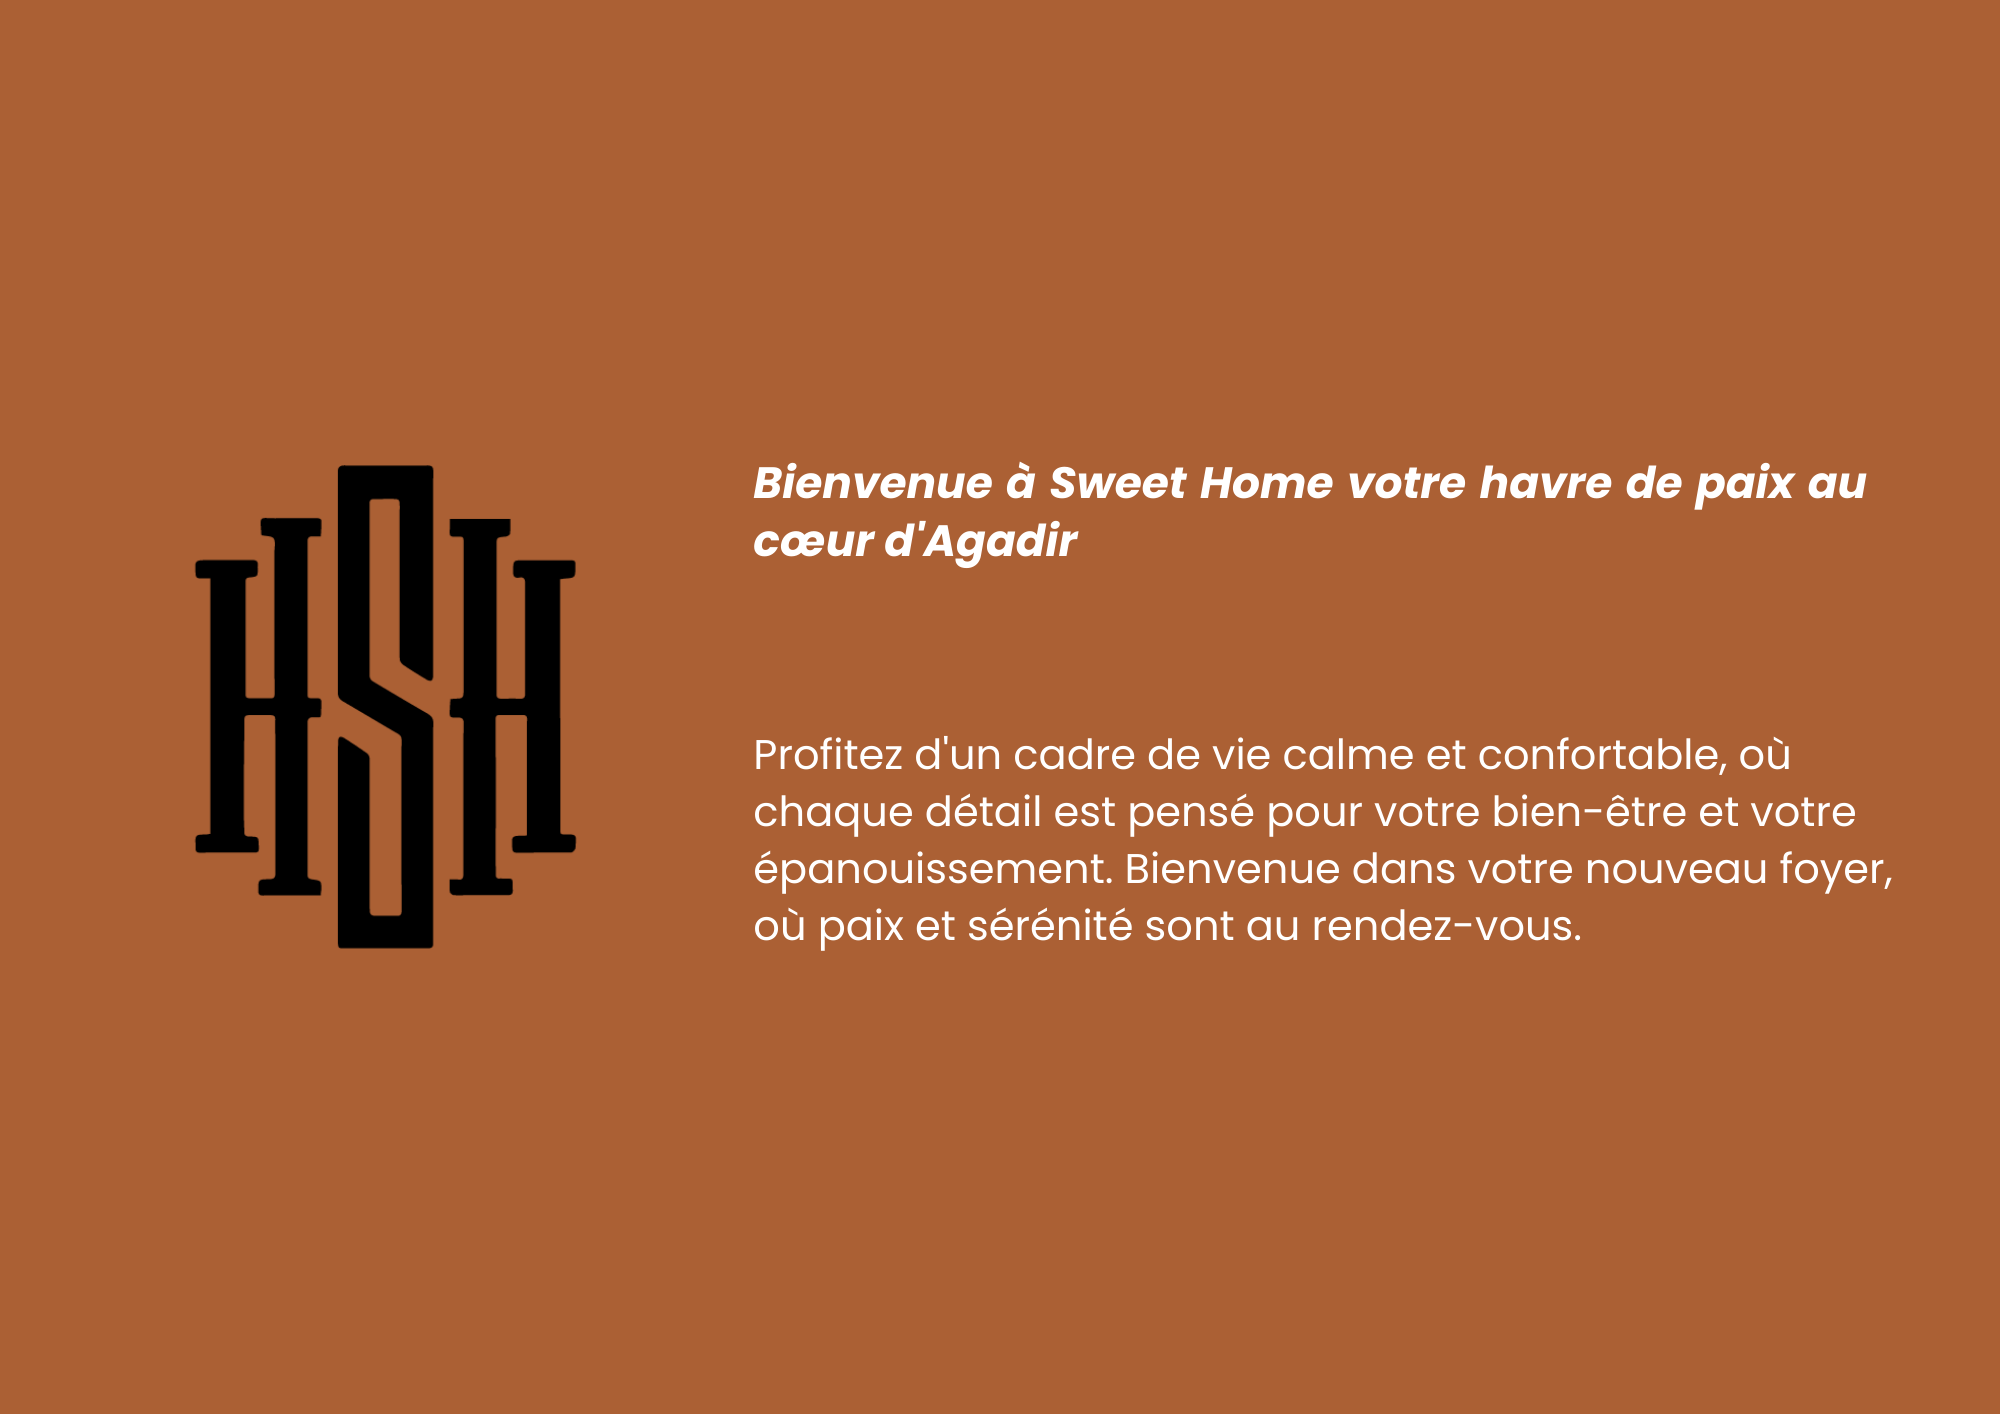 HSH
Bienvenue à Sweet Home votre havre de paix au
cœur d'Agadir
Profitez d'un cadre de vie calme et confortable, où
chaque détail est pensé pour votre bien-être et votre
épanouissement. Bienvenue dans votre nouveau foyer,
où paix et sérénité sont au rendez-vous.